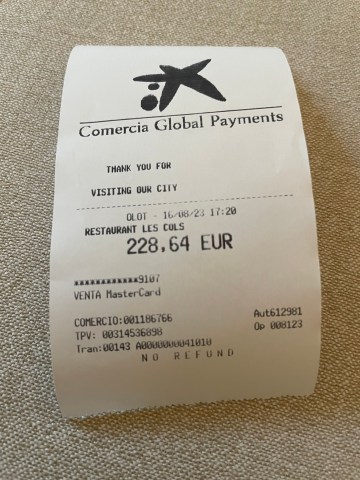 Comercia Global Payments
THANK YOU FOR
VISITING OUR CITY
OLOT - 16/08/23 17:20
RESTAURANT LES COLS
228,64 EUR
************9107
VENTA MasterCard
COMERCIO:001186766 Aut612981
TPV: 00314536898 Op 008123
Tran:00143 A0000000041010
NO REFUND